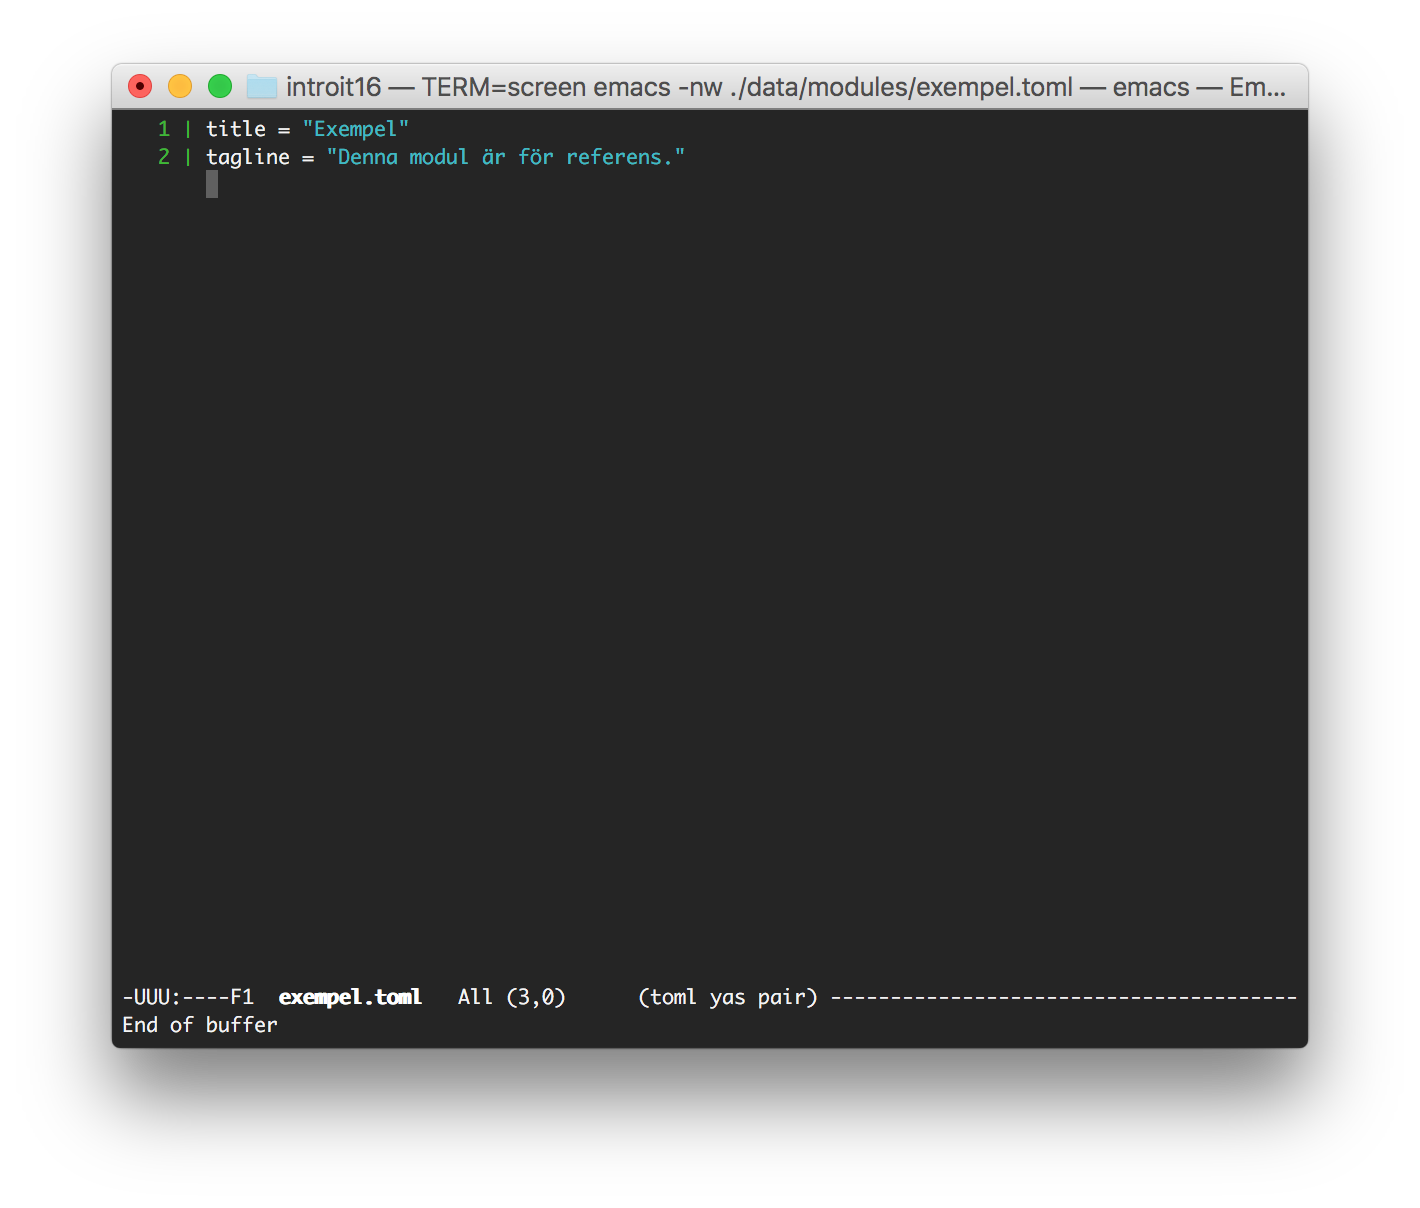 introit16 — TERM=screen emacs -nw ./data/modules/exempel.toml — emacs — Em...
1 | title = "Exempel"
2 | tagline = "Denna modul är för referens."
-UUU:----F1  exempel.toml   All (3,0)      (toml yas pair) ---------------------------------------
End of buffer